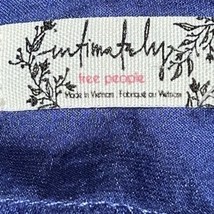 intimately
free people
Made in Vietnam . Fabriqué au Vietnam